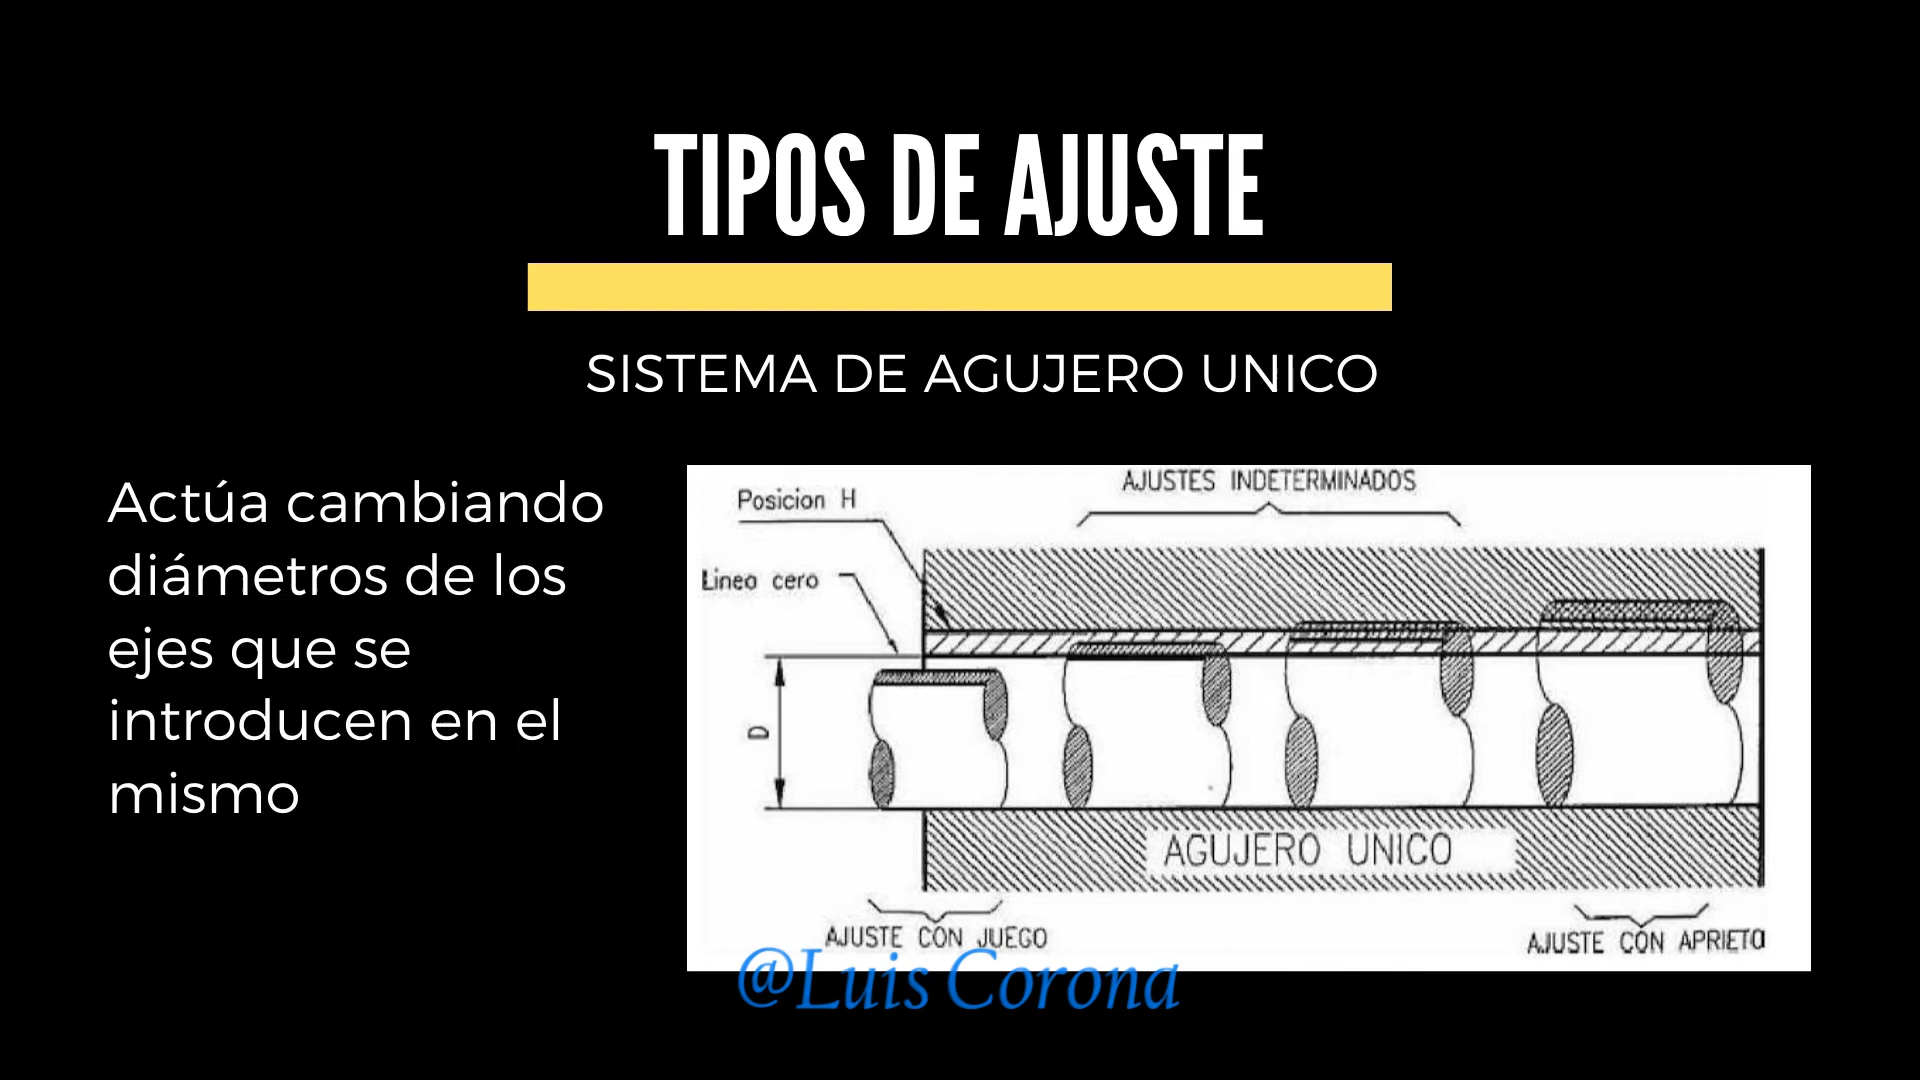 TIPOS DE AJUSTE
SISTEMA DE AGUJERO UNICO
Actúa cambiando
diámetros de los
ejes que se
introducen en el
mismo
AJUSTES INDETERMINADOS
Posicion H
Linea cero
D
AGUJERO UNICO
AJUSTE CON JUEGO
AJUSTE CON APRIETO
@Luis Corona